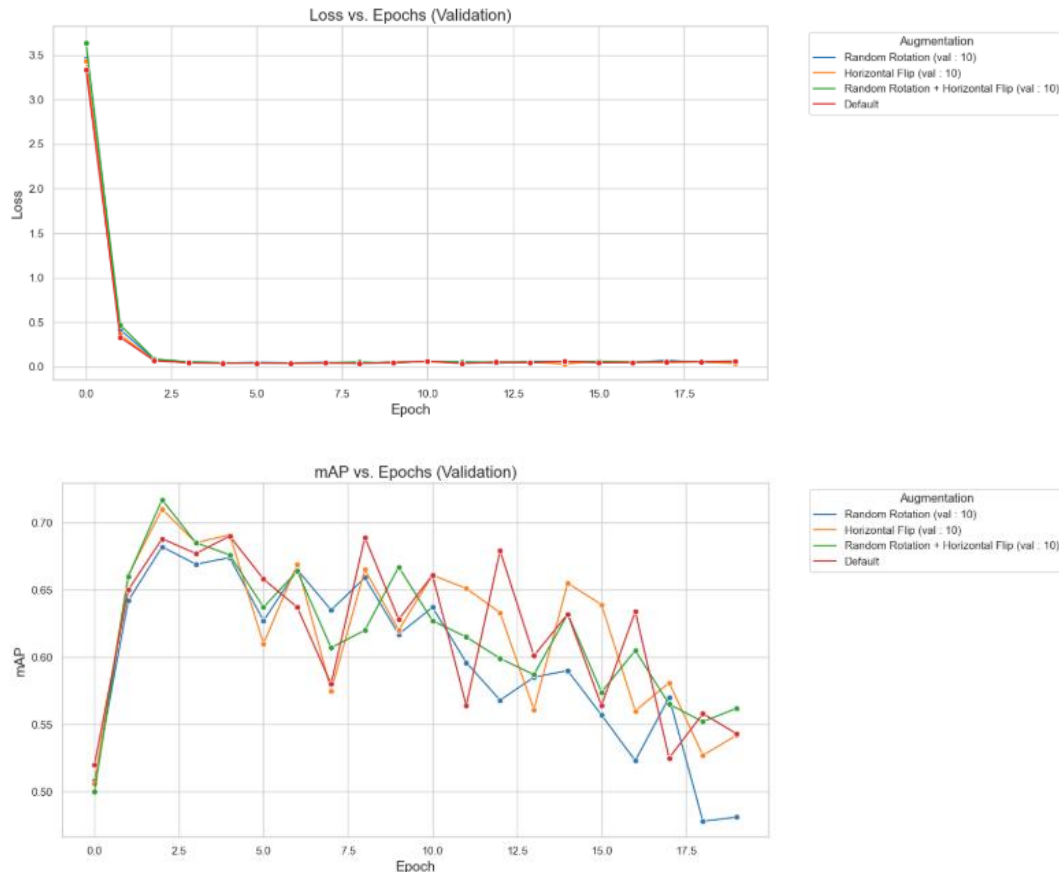 Loss vs. Epochs (Validation)
3.5
3.0
2.5
2.0
1.5
1.0
0.5
0.0
Loss
0.0 2.5 5.0 7.5 10.0 12.5 15.0 17.5
Epoch
Augmentation
Random Rotation (val : 10)
Horizontal Flip (val : 10)
Random Rotation + Horizontal Flip (val : 10)
Default
mAP vs. Epochs (Validation)
0.70
0.65
0.60
0.55
0.50
mAP
0.0 2.5 5.0 7.5 10.0 12.5 15.0 17.5
Epoch
Augmentation
Random Rotation (val : 10)
Horizontal Flip (val : 10)
Random Rotation + Horizontal Flip (val : 10)
Default